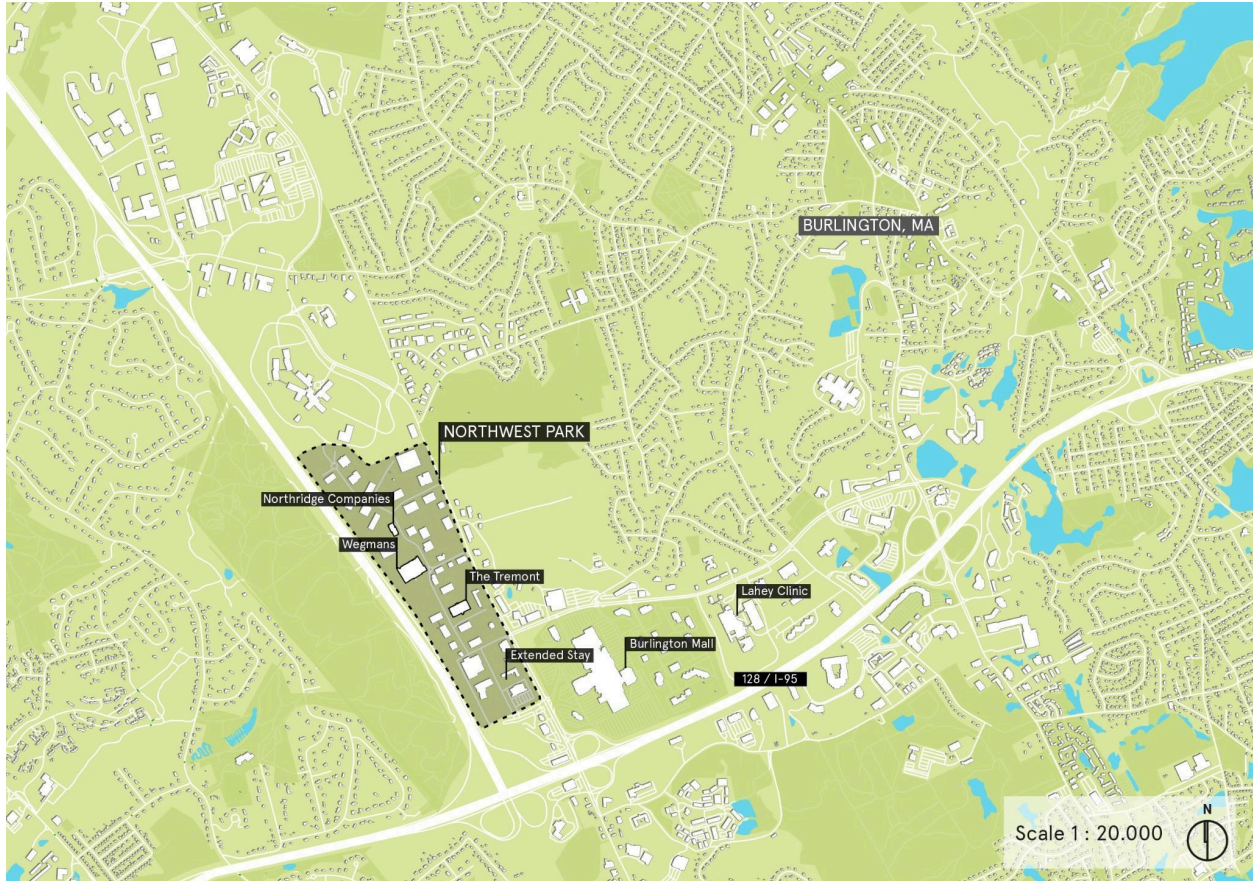 BURLINGTON, MA
NORTHWEST PARK
Northridge Companies
Wegmans
The Tremont
Lahey Clinic
Extended Stay
Burlington Mall
128 / I-95
N
Scale 1 : 20.000